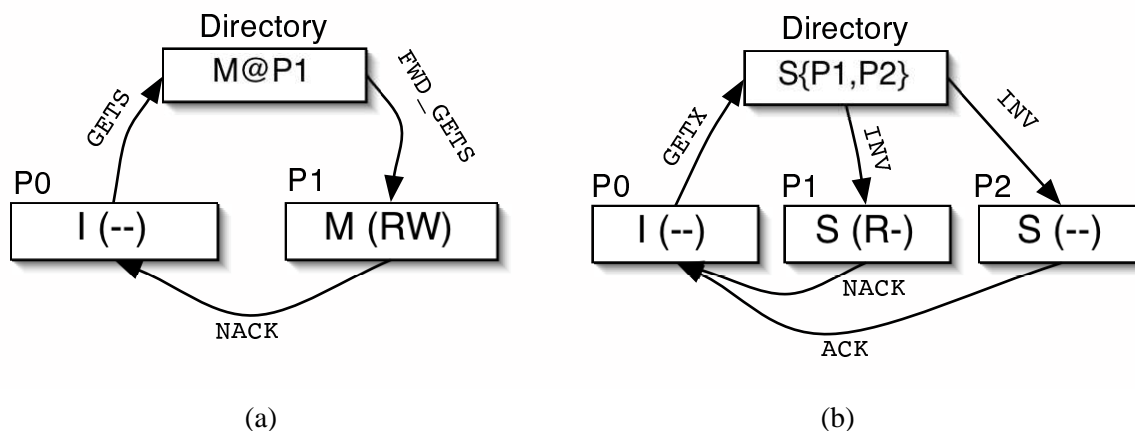 Directory
M@P1
GETS
FWD_GETS
P0
I (--)
P1
M (RW)
NACK
(a)
Directory
S{P1,P2}
GETX
INV
INV
P0
I (--)
P1
S (R-)
P2
S (--)
NACK
ACK
(b)